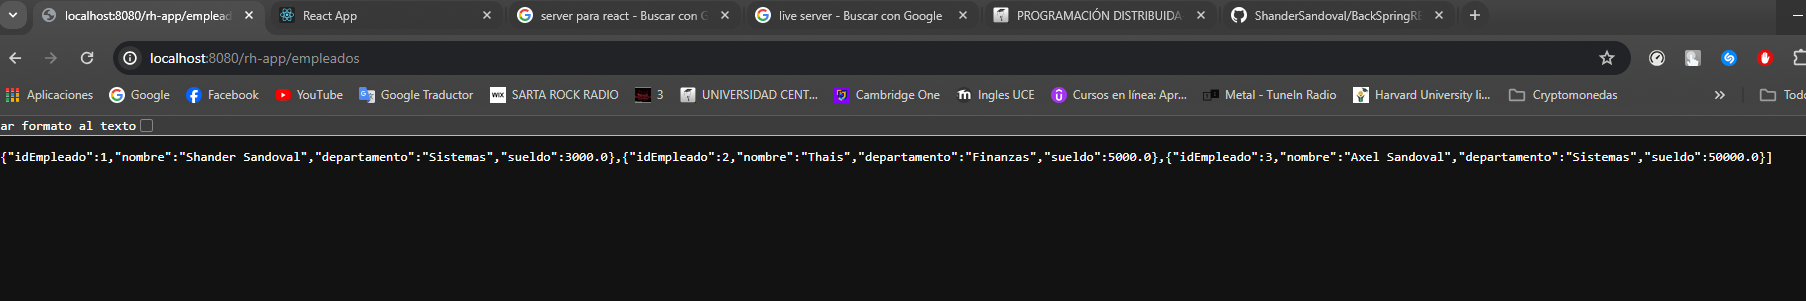 localhost:8080/rh-app/emplead
React App
server para react - Buscar con G
live server - Buscar con Google
PROGRAMACIÓN DISTRIBUIDA
ShanderSandoval/BackSpringRE
localhost:8080/rh-app/empleados
Aplicaciones
Google
Facebook
YouTube
Google Traductor
WiX SARTA ROCK RADIO
3
UNIVERSIDAD CENT...
Cambridge One
m Ingles UCE
Cursos en línea: Apr...
Metal - TuneIn Radio
Harvard University li...
Cryptomonedas
»
Todo
ar formato al texto
{"idEmpleado":1,"nombre":"Shander Sandoval","departamento":"Sistemas","sueldo":3000.0},{"idEmpleado":2,"nombre":"Thais","departamento":"Finanzas","sueldo":5000.0},{"idEmpleado":3,"nombre":"Axel Sandoval","departamento":"Sistemas","sueldo":50000.0}]